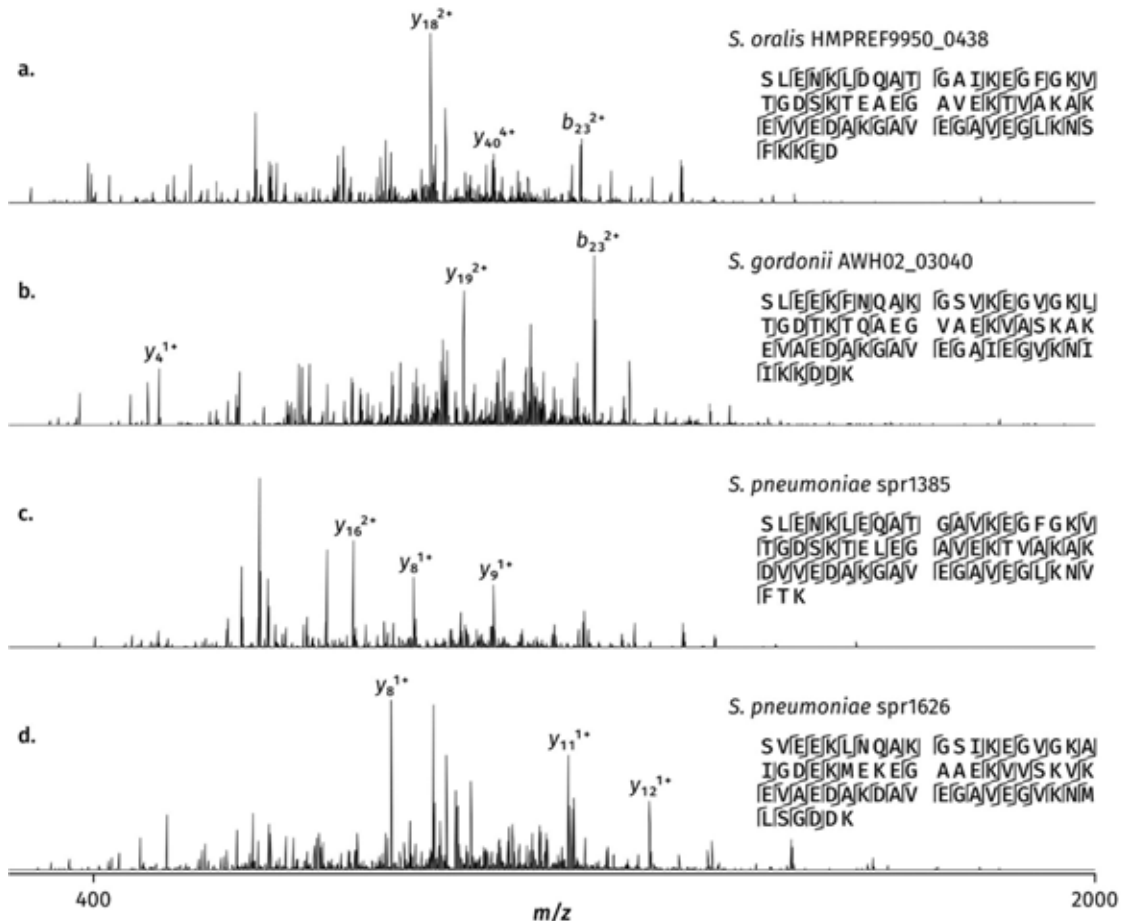 a.
y18 2+
y40 4+
b23 2+
S. oralis HMPREF9950_0438
SLENKLDQAT GAIKEGFGKV
TGDSKTEAEG AVEKTVAKAK
EVVEDAKGAV EGAVEGLKNS
FKKED
b.
y4 1+
y19 2+
b23 2+
S. gordonii AWH02_03040
SLEEKFNQAK GSVKEGVGKL
TGDTKTQAEG VAEKVASKAK
EVAEDAKGAV EGAIEGVKNI
IKKDDK
c.
y16 2+
y8 1+
y9 1+
S. pneumoniae spr1385
SLENKLEQAT GAVKEGFGKV
TGDSKTELEG AVEKTVAKAK
DVVEDAKGAV EGAVEGLKNV
FTK
d.
y8 1+
y11 1+
y12 1+
S. pneumoniae spr1626
SVEEKLNQAK GSIKEGVGKA
IGDEKMEKEG AAEKVVSKVK
EVAEDAKDAV EGAVEGVKNM
LSGDDK
400
m/z
2000